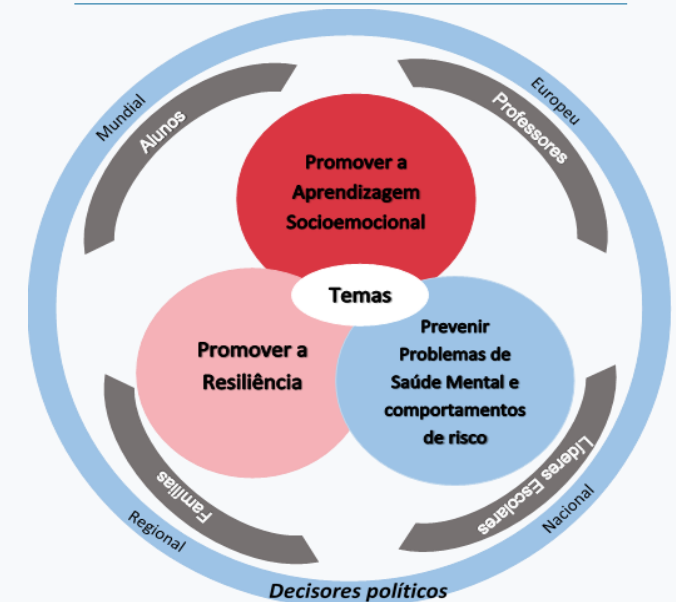 Mundial
Europeu
Alunos
Professores
Promover a
Aprendizagem
Socioemocional
Temas
Promover a
Resiliência
Prevenir
Problemas de
Saúde Mental e
comportamentos
de risco
Famílias
Líderes Escolares
Regional
Nacional
Decisores políticos